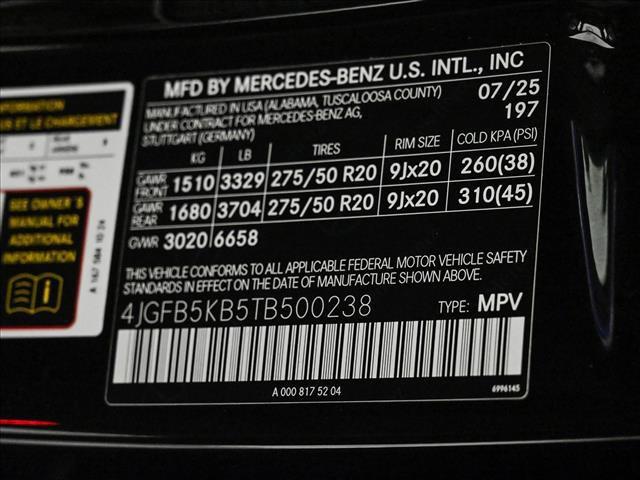 MFD BY MERCEDES-BENZ U.S. INTL., INC
MANUFACTURED IN USA (ALABAMA, TUSCALOOSA COUNTY) 07/25
UNDER CONTRACT FOR MERCEDES-BENZ AG, 197
STUTTGART (GERMANY)
KG LB TIRES RIM SIZE COLD KPA (PSI)
GAWR FRONT 1510 3329 275/50 R20 9Jx20 260(38)
GAWR REAR 1680 3704 275/50 R20 9Jx20 310(45)
GVWR 3020 6658
THIS VEHICLE CONFORMS TO ALL APPLICABLE FEDERAL MOTOR VEHICLE SAFETY
STANDARDS IN EFFECT ON THE DATE OF MANUFACTURE SHOWN ABOVE.
4JGFB5KB5TB500238 TYPE: MPV
A 000 817 52 04 6996145
SEE OWNER'S
MANUAL FOR
ADDITIONAL
INFORMATION
A 167 584 10 24